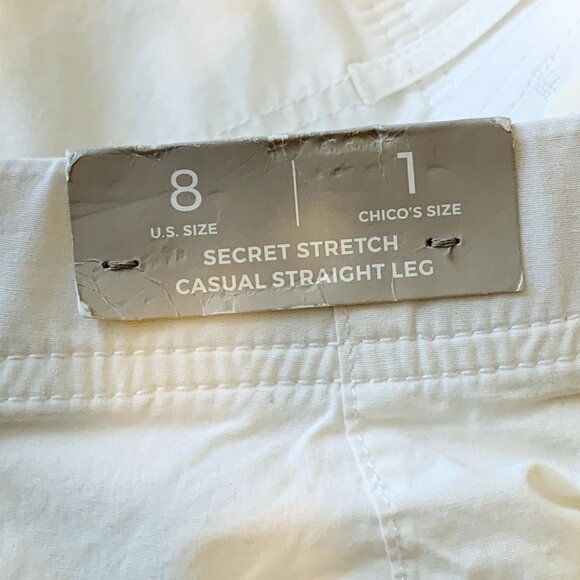 8 1
U.S. SIZE CHICO'S SIZE
SECRET STRETCH
CASUAL STRAIGHT LEG